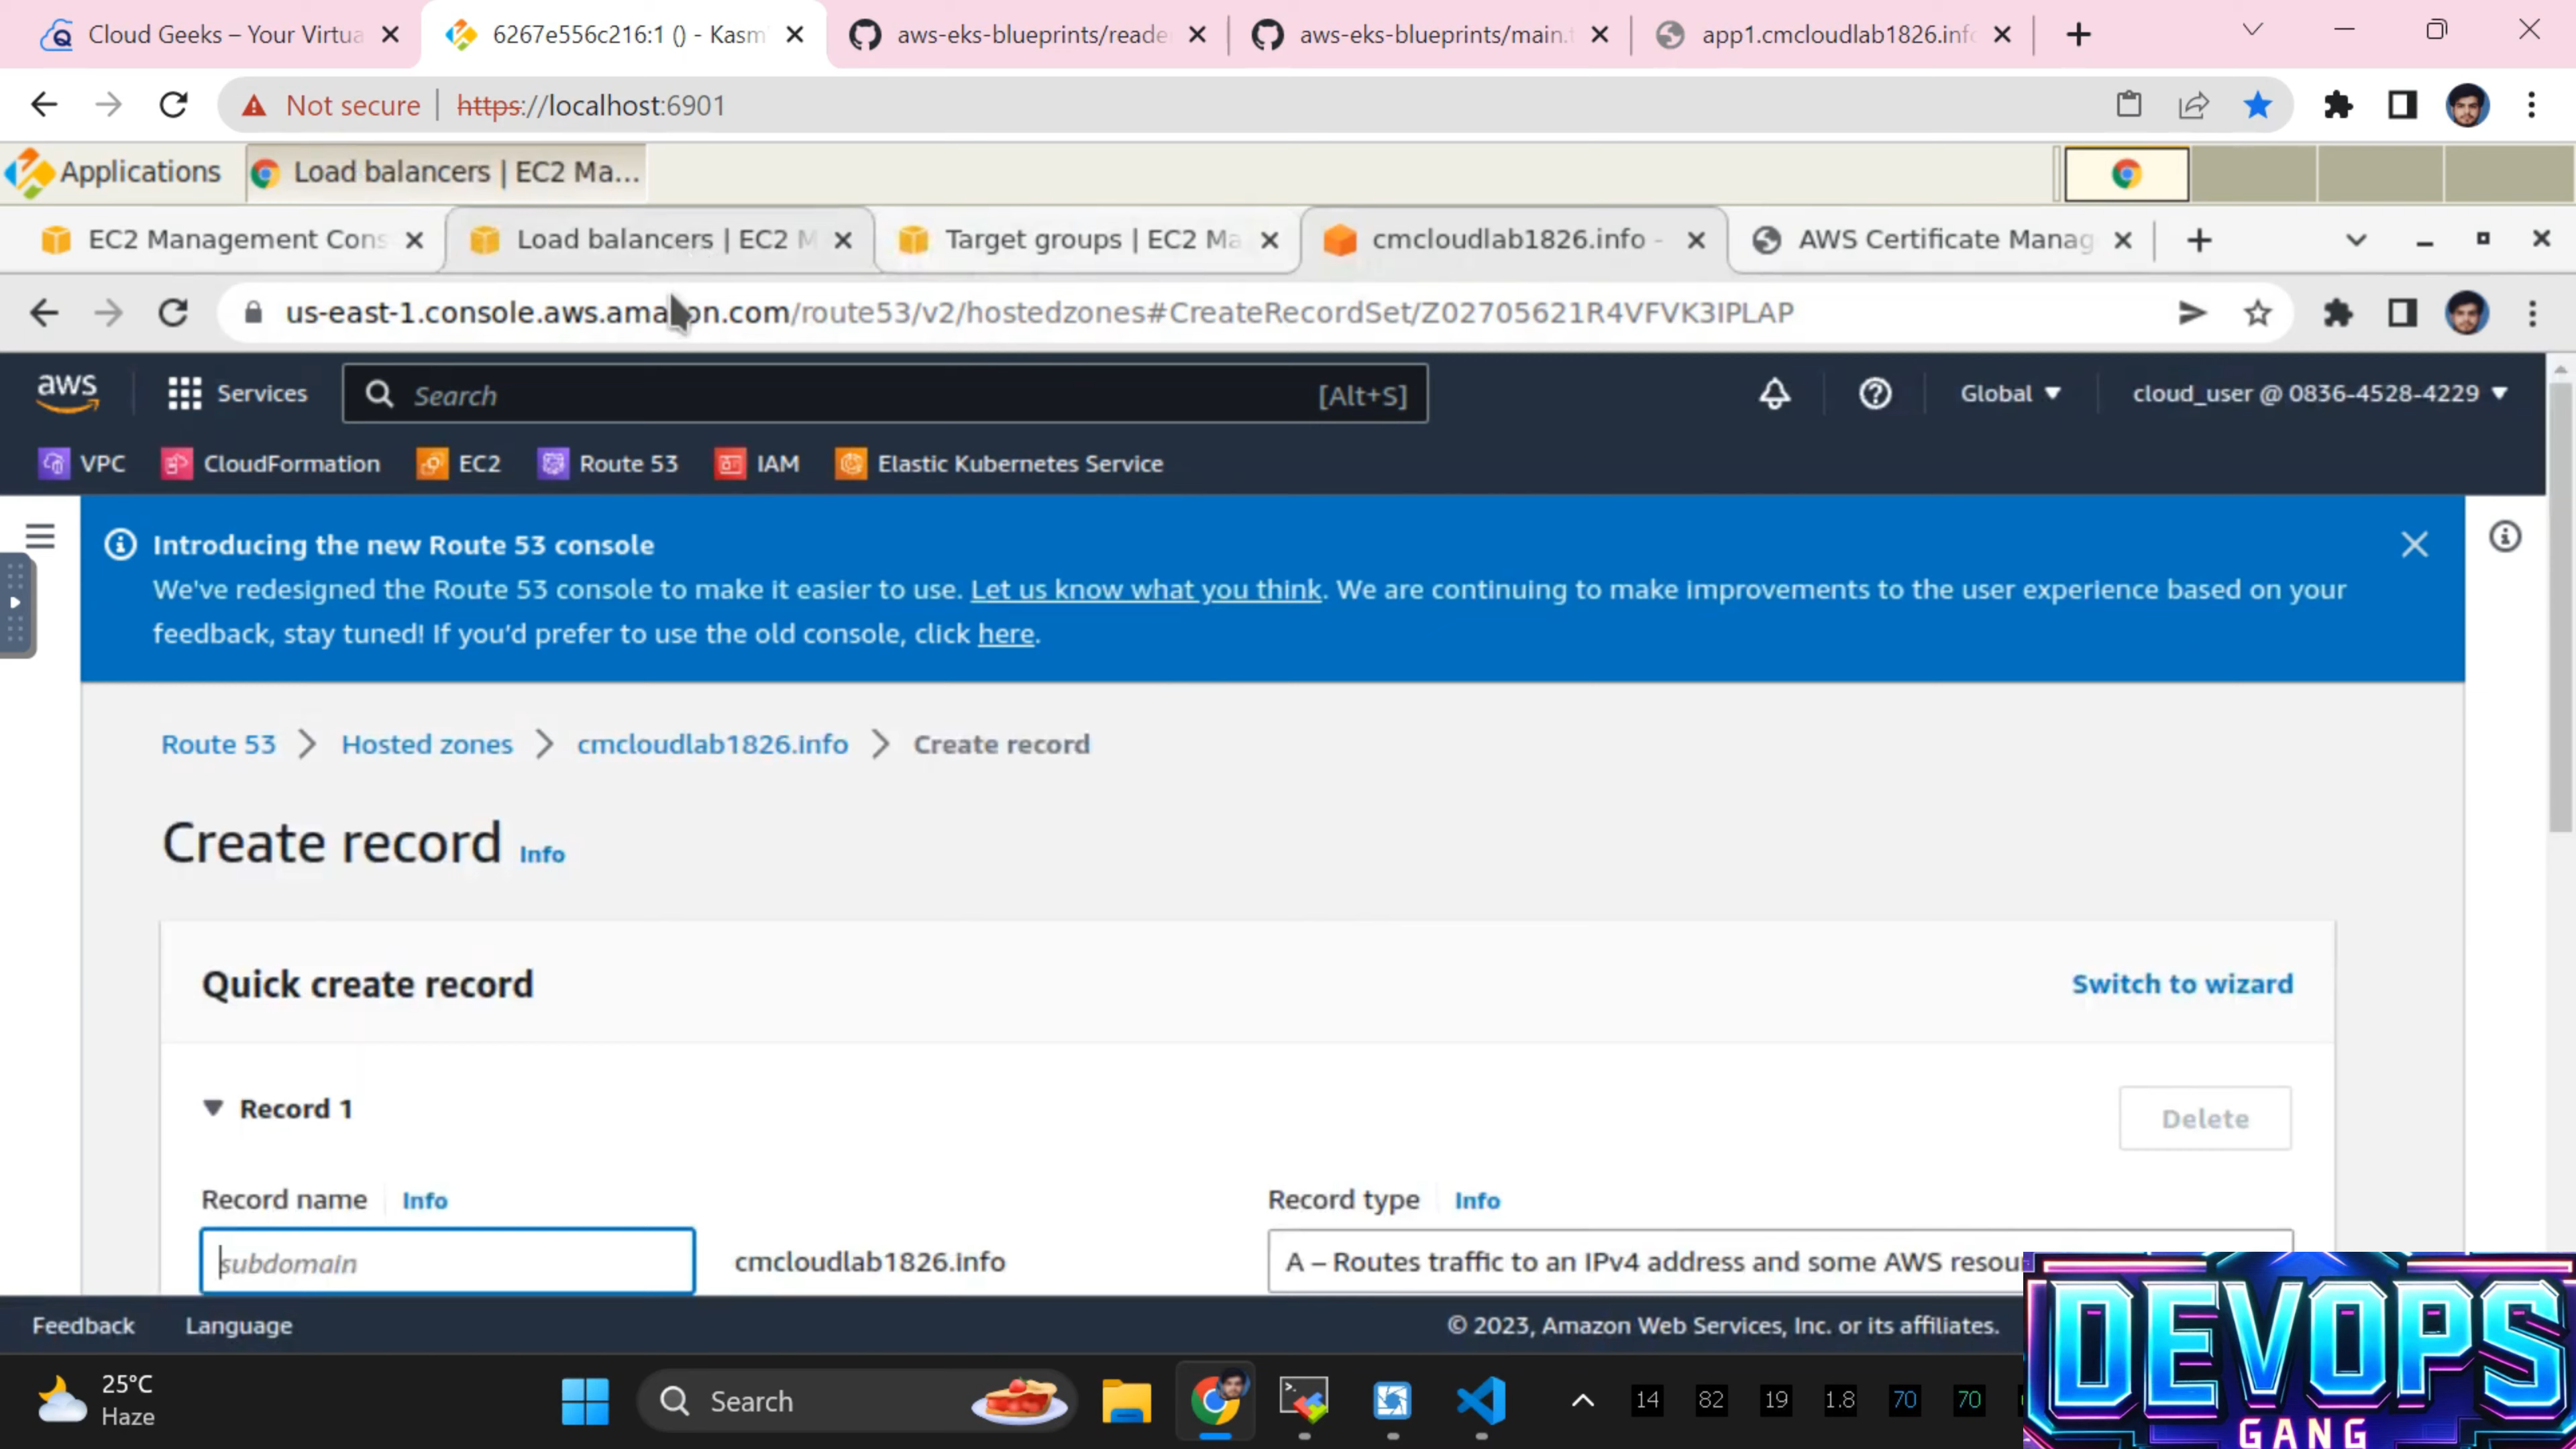 Cloud Geeks – Your Virtua
6267e556c216:1 () - Kasm
aws-eks-blueprints/reade
aws-eks-blueprints/main.t
app1.cmcloudlab1826.info
Not secure
https://localhost:6901
Applications
Load balancers | EC2 Ma...
EC2 Management Cons
Load balancers | EC2 M
Target groups | EC2 Ma
cmcloudlab1826.info -
AWS Certificate Manag
us-east-1.console.aws.amazon.com/route53/v2/hostedzones#CreateRecordSet/Z02705621R4VFVK3IPLAP
aws
Services
Search
[Alt+S]
Global
cloud_user @ 0836-4528-4229
VPC
CloudFormation
EC2
Route 53
IAM
Elastic Kubernetes Service
Introducing the new Route 53 console
We've redesigned the Route 53 console to make it easier to use. Let us know what you think. We are continuing to make improvements to the user experience based on your
feedback, stay tuned! If you'd prefer to use the old console, click here.
Route 53
Hosted zones
cmcloudlab1826.info
Create record
Create record Info
Quick create record
Switch to wizard
Record 1
Delete
Record name Info
Record type Info
subdomain
cmcloudlab1826.info
A – Routes traffic to an IPv4 address and some AWS resou
Feedback
Language
© 2023, Amazon Web Services, Inc. or its affiliates.
25°C
Haze
Search
14
82
19
1.8
70
70
DEVOPS
GANG